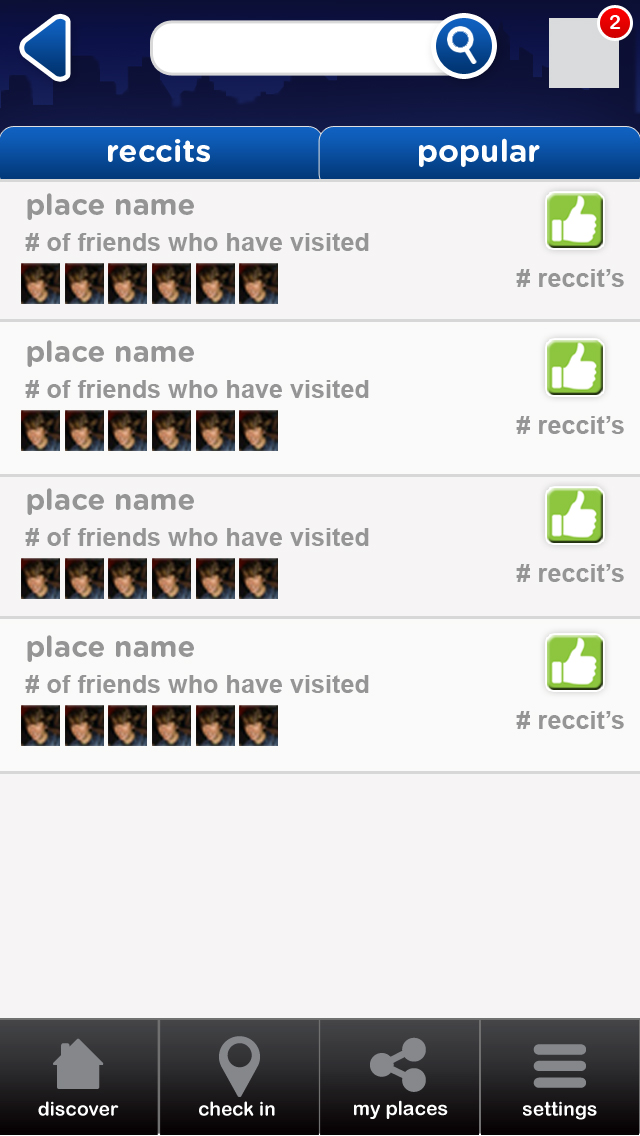 2
reccits
popular
place name
# of friends who have visited
# reccit’s
place name
# of friends who have visited
# reccit’s
place name
# of friends who have visited
# reccit’s
place name
# of friends who have visited
# reccit’s
discover
check in
my places
settings